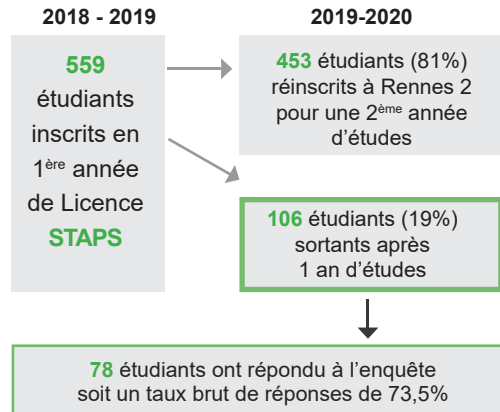 2018 - 2019
2019-2020
559
étudiants
inscrits en
1ère année
de Licence
STAPS
453 étudiants (81%)
réinscrits à Rennes 2
pour une 2ème année
d'études
106 étudiants (19%)
sortants après
1 an d'études
78 étudiants ont répondu à l'enquête
soit un taux brut de réponses de 73,5%